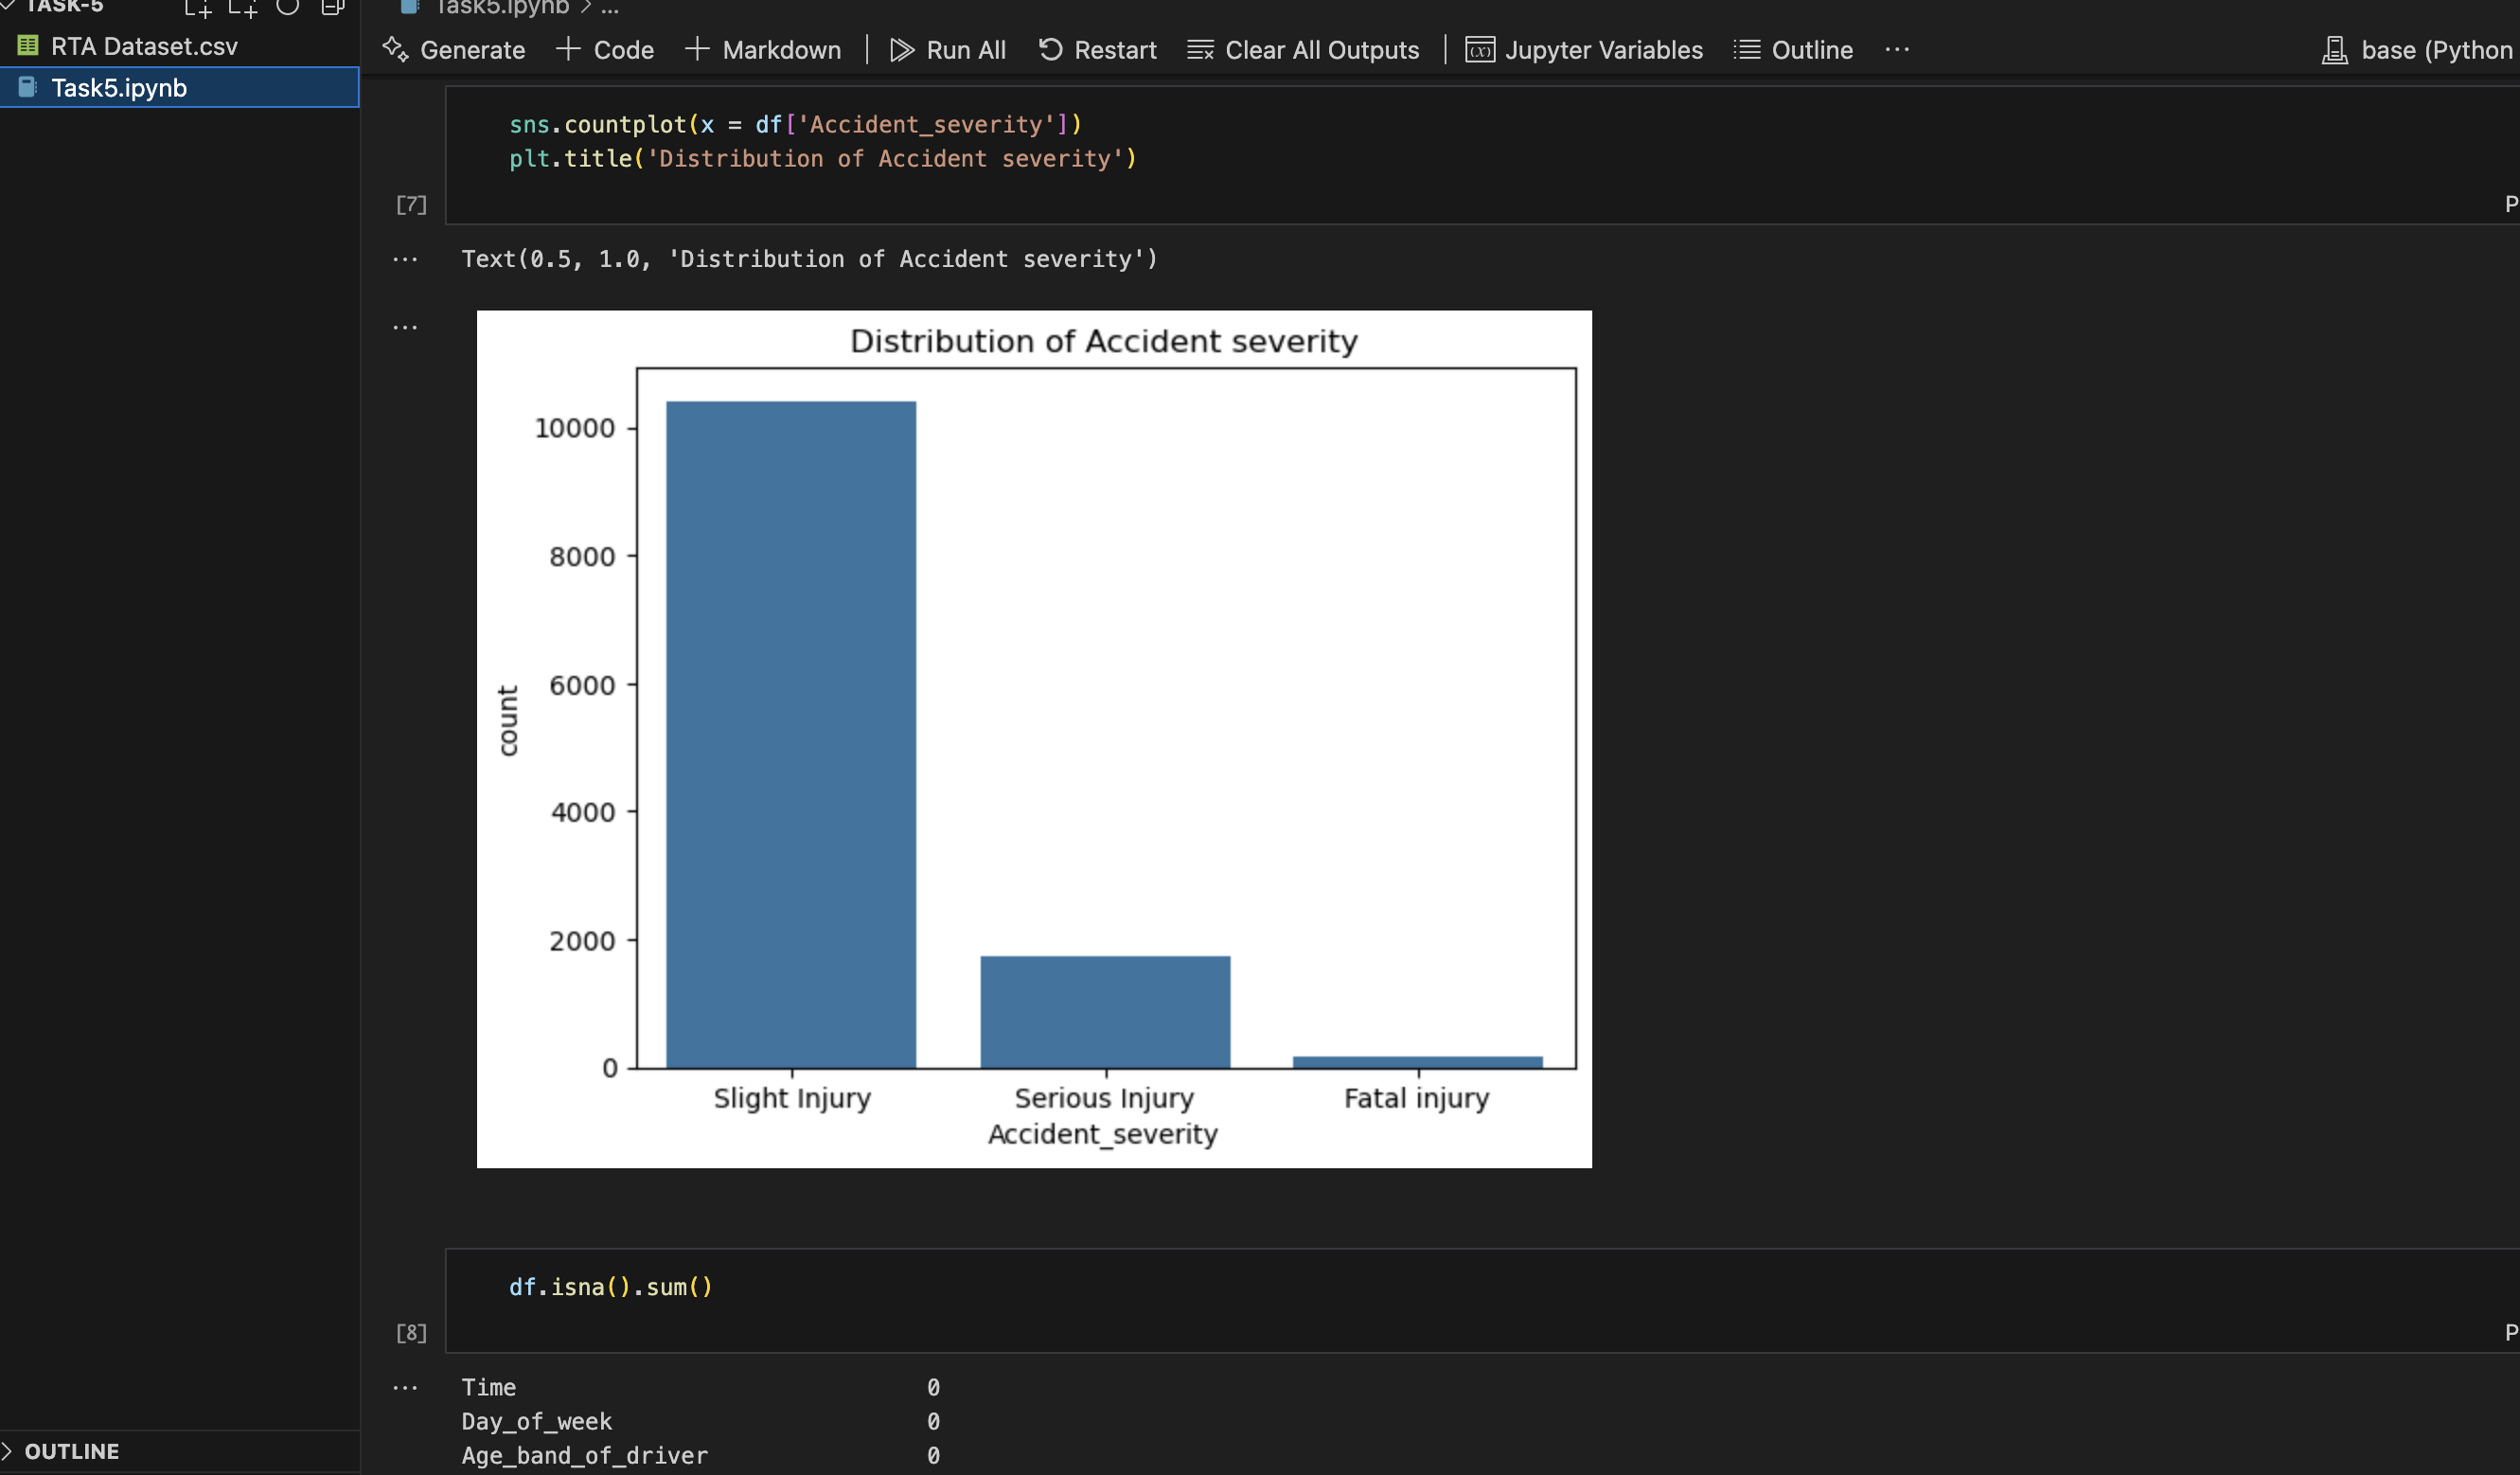 TASK-5
RTA Dataset.csv
Task5.ipynb
OUTLINE
Task5.ipynb > ...
Generate + Code + Markdown | Run All Restart Clear All Outputs | Jupyter Variables Outline ...
base (Python
sns.countplot(x = df['Accident_severity'])
plt.title('Distribution of Accident severity')
[7]
P
... Text(0.5, 1.0, 'Distribution of Accident severity')
...
Distribution of Accident severity
10000
8000
6000
4000
2000
0
count
Slight Injury Serious Injury Fatal injury
Accident_severity
df.isna().sum()
[8]
P
... Time 0
Day_of_week 0
Age_band_of_driver 0